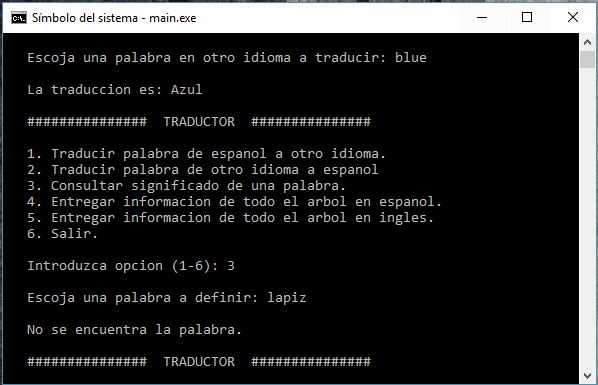 Símbolo del sistema - main.exe
Escoja una palabra en otro idioma a traducir: blue
La traduccion es: Azul
############### TRADUCTOR ###############
1. Traducir palabra de espanol a otro idioma.
2. Traducir palabra de otro idioma a espanol
3. Consultar significado de una palabra.
4. Entregar informacion de todo el arbol en espanol.
5. Entregar informacion de todo el arbol en ingles.
6. Salir.
Introduzca opcion (1-6): 3
Escoja una palabra a definir: lapiz
No se encuentra la palabra.
############### TRADUCTOR ###############